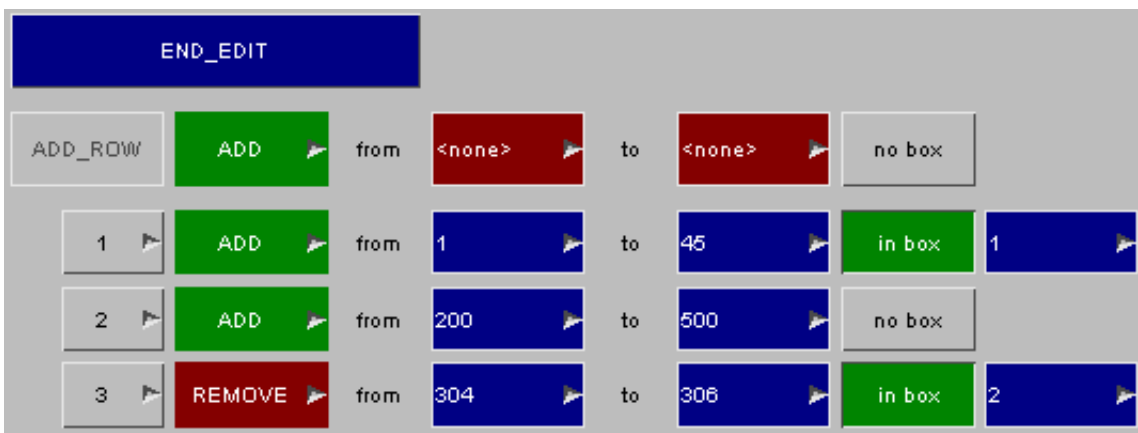 END_EDIT
ADD_ROW ADD from <none> to <none> no box
1 ADD from 1 to 45 in box 1
2 ADD from 200 to 500 no box
3 REMOVE from 304 to 306 in box 2